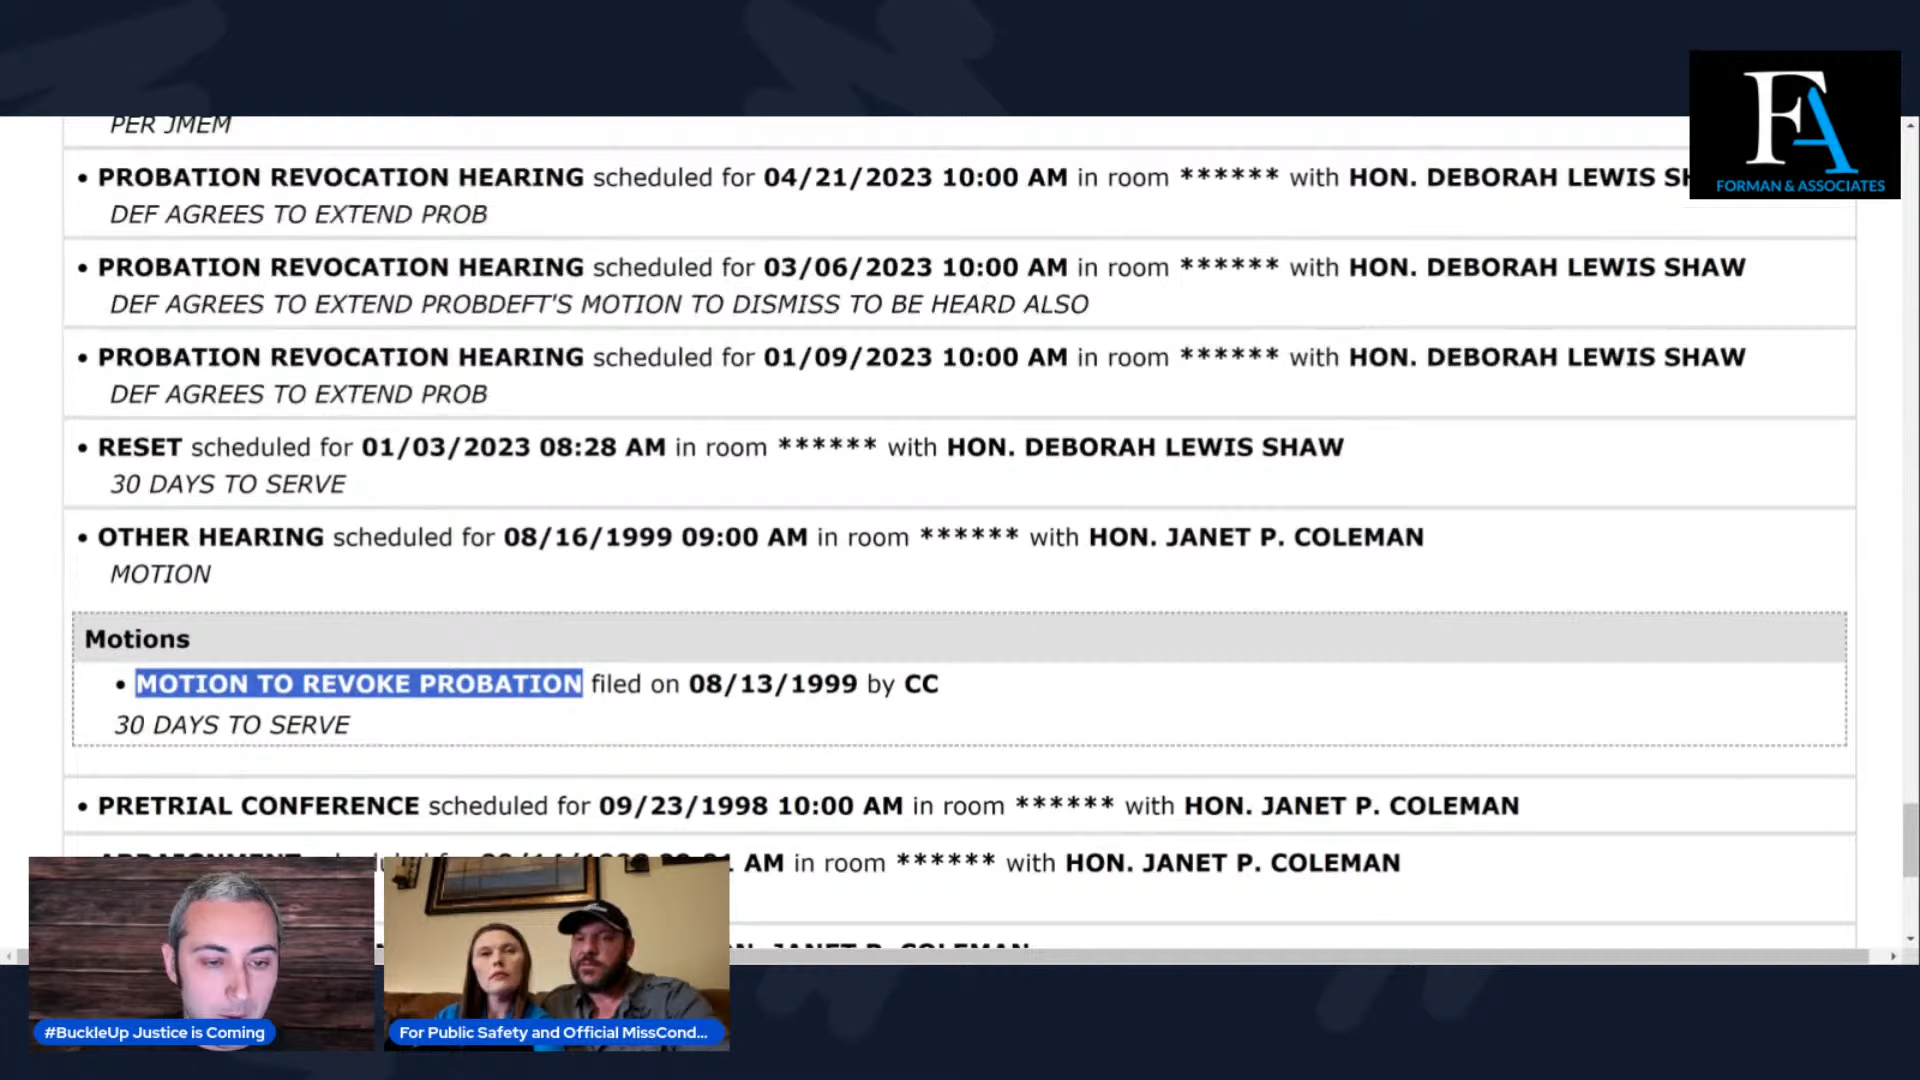 PER JMEM
FA
FORMAN & ASSOCIATES
• PROBATION REVOCATION HEARING scheduled for 04/21/2023 10:00 AM in room ****** with HON. DEBORAH LEWIS
DEF AGREES TO EXTEND PROB
• PROBATION REVOCATION HEARING scheduled for 03/06/2023 10:00 AM in room ****** with HON. DEBORAH LEWIS SHAW
DEF AGREES TO EXTEND PROBDEFT'S MOTION TO DISMISS TO BE HEARD ALSO
• PROBATION REVOCATION HEARING scheduled for 01/09/2023 10:00 AM in room ****** with HON. DEBORAH LEWIS SHAW
DEF AGREES TO EXTEND PROB
• RESET scheduled for 01/03/2023 08:28 AM in room ****** with HON. DEBORAH LEWIS SHAW
30 DAYS TO SERVE
• OTHER HEARING scheduled for 08/16/1999 09:00 AM in room ****** with HON. JANET P. COLEMAN
MOTION
Motions
• MOTION TO REVOKE PROBATION filed on 08/13/1999 by CC
30 DAYS TO SERVE
• PRETRIAL CONFERENCE scheduled for 09/23/1998 10:00 AM in room ****** with HON. JANET P. COLEMAN
AM in room ****** with HON. JANET P. COLEMAN
JANET P. COLEMAN
#BuckleUp Justice is Coming
For Public Safety and Official MissCond...